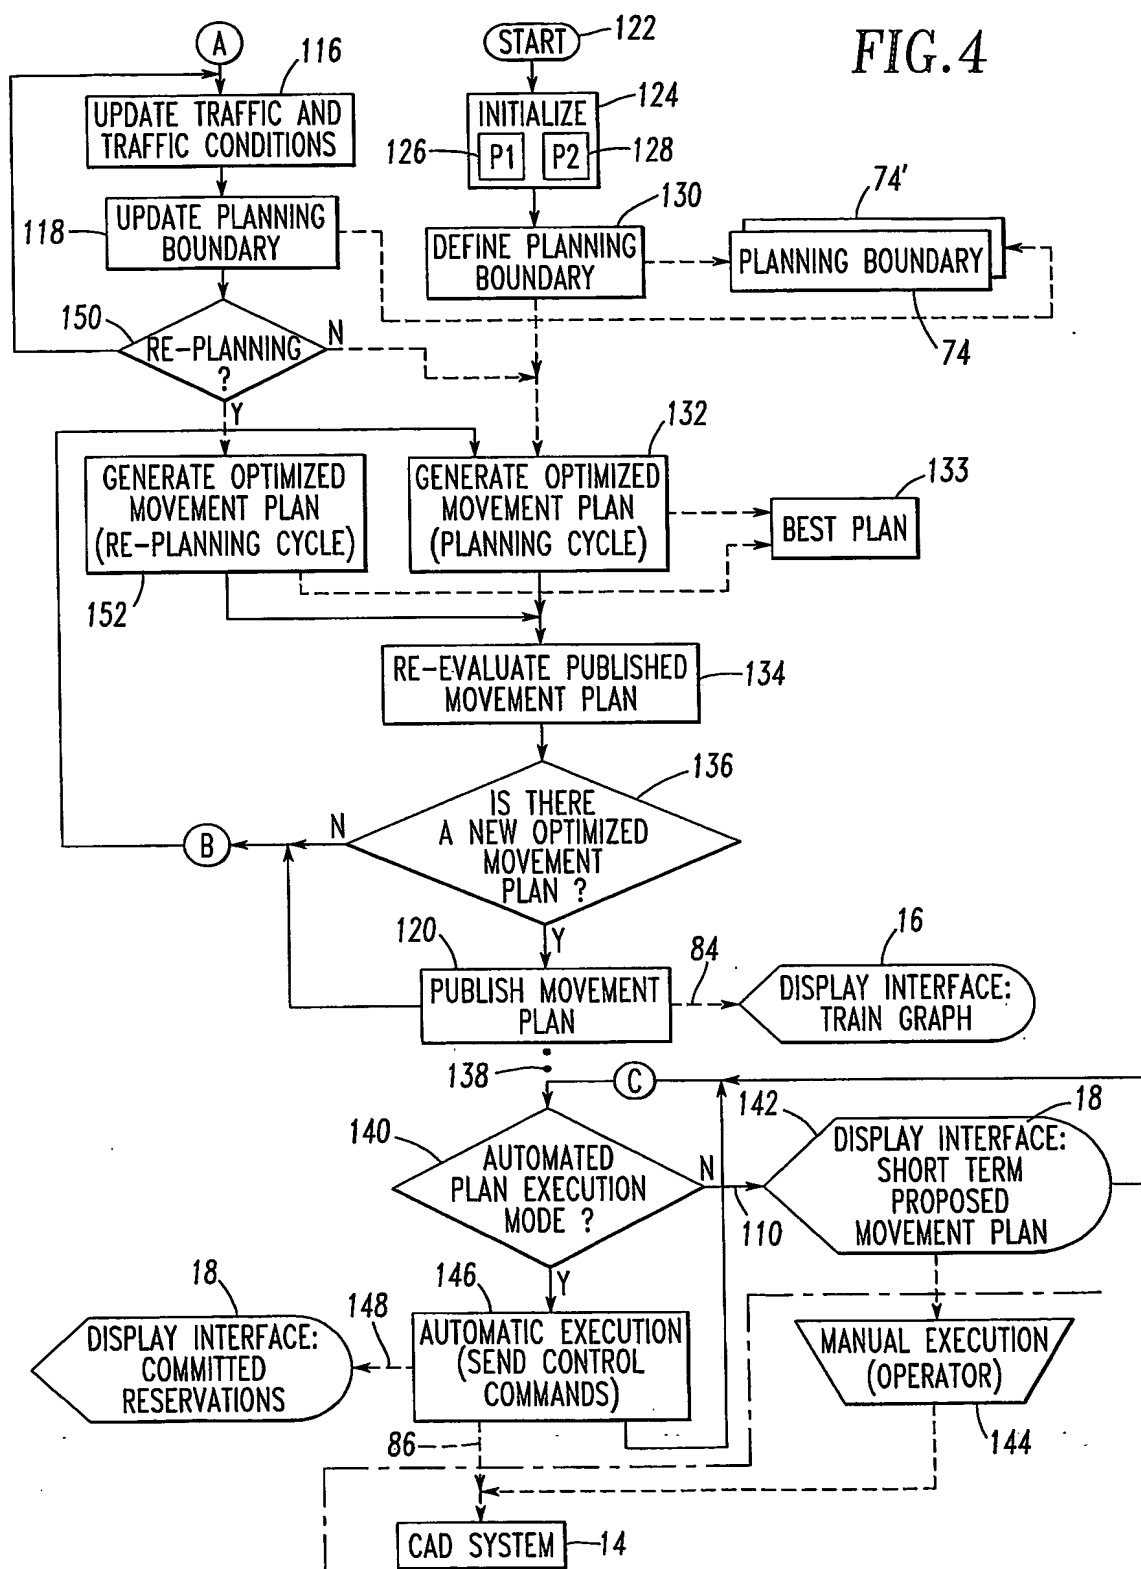 FIG. 4
A
START
122
116
UPDATE TRAFFIC AND
TRAFFIC CONDITIONS
INITIALIZE
124
126
P1
P2
128
118
UPDATE PLANNING
BOUNDARY
130
DEFINE PLANNING
BOUNDARY
74'
PLANNING BOUNDARY
74
150
RE-PLANNING
?
N
Y
132
GENERATE OPTIMIZED
MOVEMENT PLAN
(RE-PLANNING CYCLE)
152
GENERATE OPTIMIZED
MOVEMENT PLAN
(PLANNING CYCLE)
133
BEST PLAN
RE-EVALUATE PUBLISHED
MOVEMENT PLAN
134
136
IS THERE
A NEW OPTIMIZED
MOVEMENT
PLAN ?
N
B
Y
120
PUBLISH MOVEMENT
PLAN
84
16
DISPLAY INTERFACE:
TRAIN GRAPH
138
C
140
AUTOMATED
PLAN EXECUTION
MODE ?
N
110
142
18
DISPLAY INTERFACE:
SHORT TERM
PROPOSED
MOVEMENT PLAN
Y
18
DISPLAY INTERFACE:
COMMITTED
RESERVATIONS
148
146
AUTOMATIC EXECUTION
(SEND CONTROL
COMMANDS)
MANUAL EXECUTION
(OPERATOR)
144
86
CAD SYSTEM
14